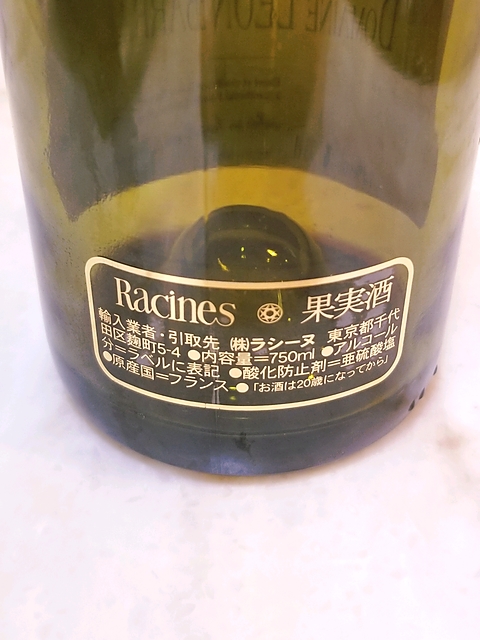 DOMAINE LEON BARRAL
Racines 果実酒
輸入業者・引取先 ㈱ラシーヌ 東京都千代
田区麹町5-4 ●内容量=750ml ●アルコール
分=ラベルに表記 ●酸化防止剤=亜硫酸塩
●原産国=フランス ●「お酒は20歳になってから」